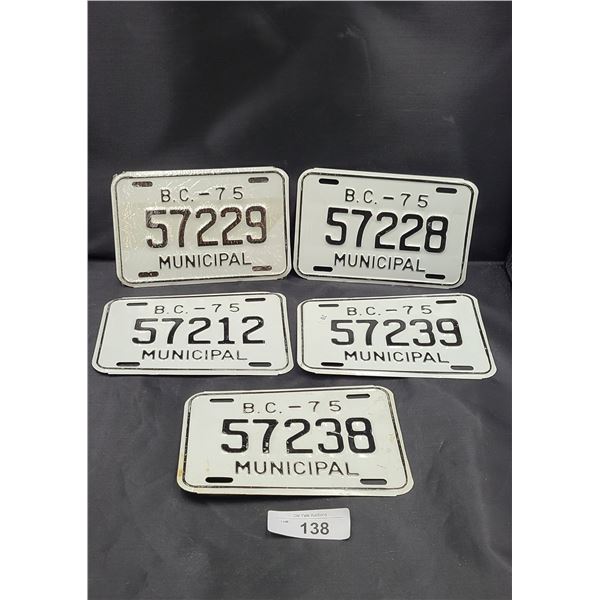 B.C. - 75
57229
MUNICIPAL
B.C. - 75
57228
MUNICIPAL
B.C. - 75
57212
MUNICIPAL
B.C. - 75
57239
MUNICIPAL
B.C. - 75
57238
MUNICIPAL
138